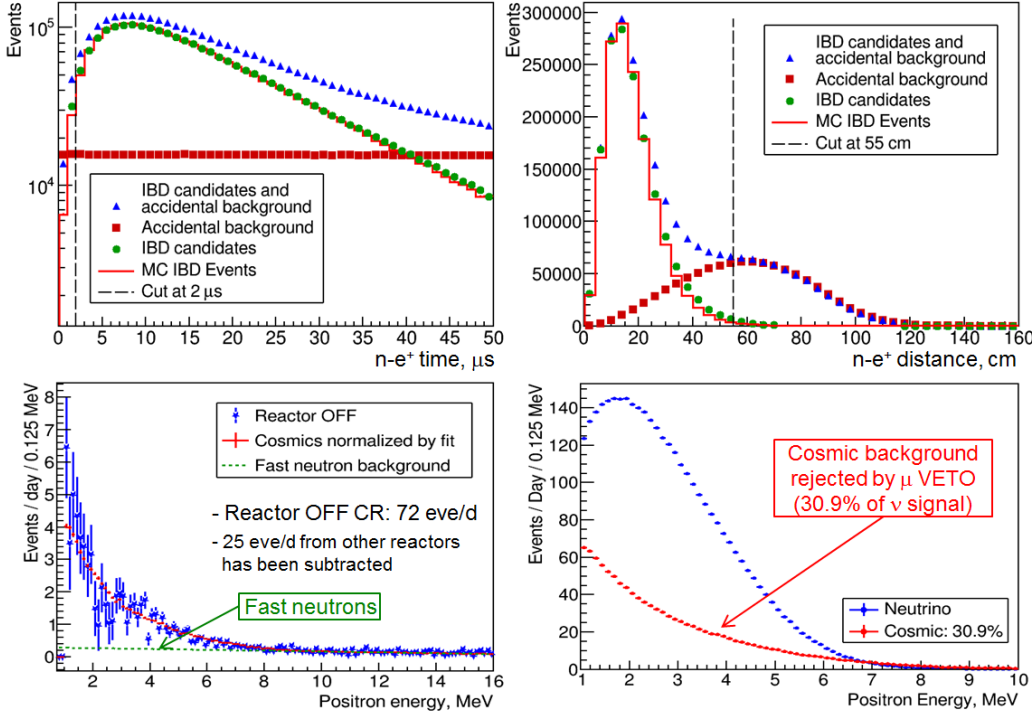 Events
10⁵
10⁴
IBD candidates and
accidental background
Accidental background
IBD candidates
MC IBD Events
Cut at 2 μs
0 5 10 15 20 25 30 35 40 45 50
n-e⁺ time, μs
Events
300000
250000
200000
150000
100000
50000
0
IBD candidates and
accidental background
Accidental background
IBD candidates
MC IBD Events
Cut at 55 cm
0 20 40 60 80 100 120 140 160
n-e⁺ distance, cm
Events / day / 0.125 MeV
8
7
6
5
4
3
2
1
0
Reactor OFF
Cosmics normalized by fit
Fast neutron background
- Reactor OFF CR: 72 eve/d
- 25 eve/d from other reactors
has been subtracted
Fast neutrons
2 4 6 8 10 12 14 16
Positron energy, MeV
Events / Day / 0.125 MeV
140
120
100
80
60
40
20
0
Cosmic background
rejected by μ VETO
(30.9% of ν signal)
Neutrino
Cosmic: 30.9%
1 2 3 4 5 6 7 8 9 10
Positron Energy, MeV